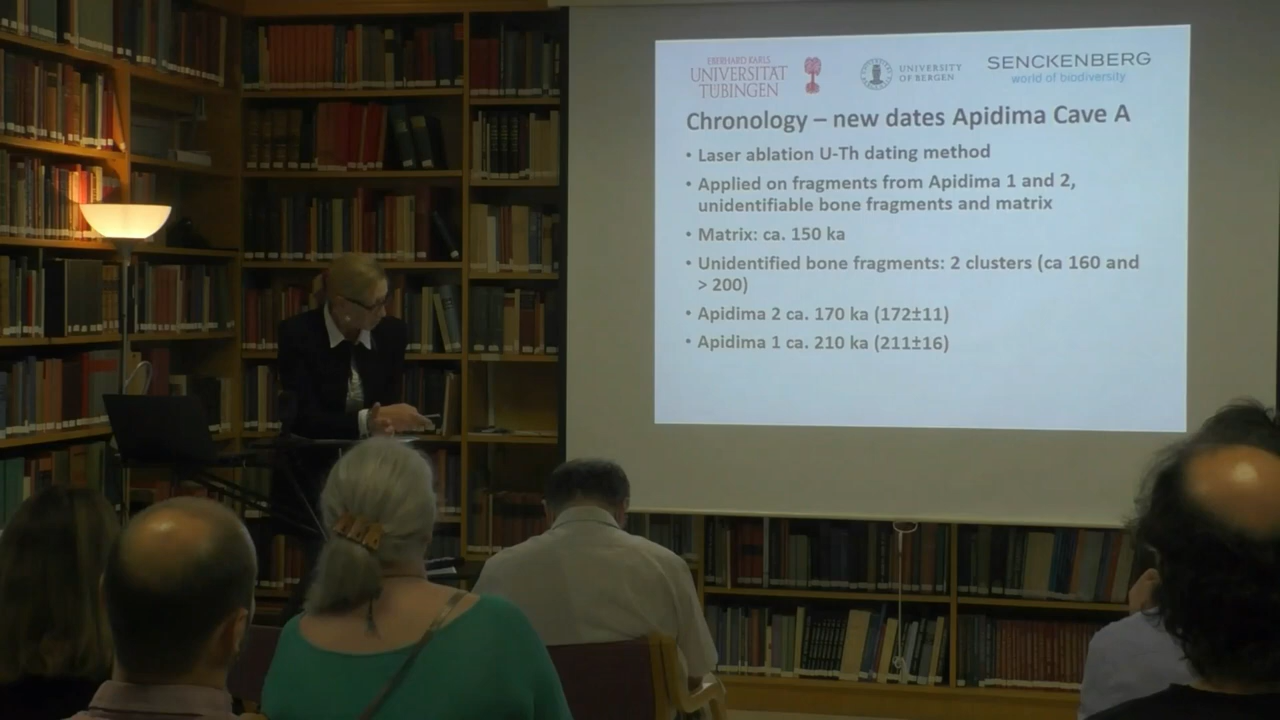 EBERHARD KARLS
UNIVERSITÄT
TÜBINGEN
UNIVERSITY
OF BERGEN
SENCKENBERG
world of biodiversity
Chronology – new dates Apidima Cave A
• Laser ablation U-Th dating method
• Applied on fragments from Apidima 1 and 2,
unidentifiable bone fragments and matrix
• Matrix: ca. 150 ka
• Unidentified bone fragments: 2 clusters (ca 160 and
> 200)
• Apidima 2 ca. 170 ka (172±11)
• Apidima 1 ca. 210 ka (211±16)